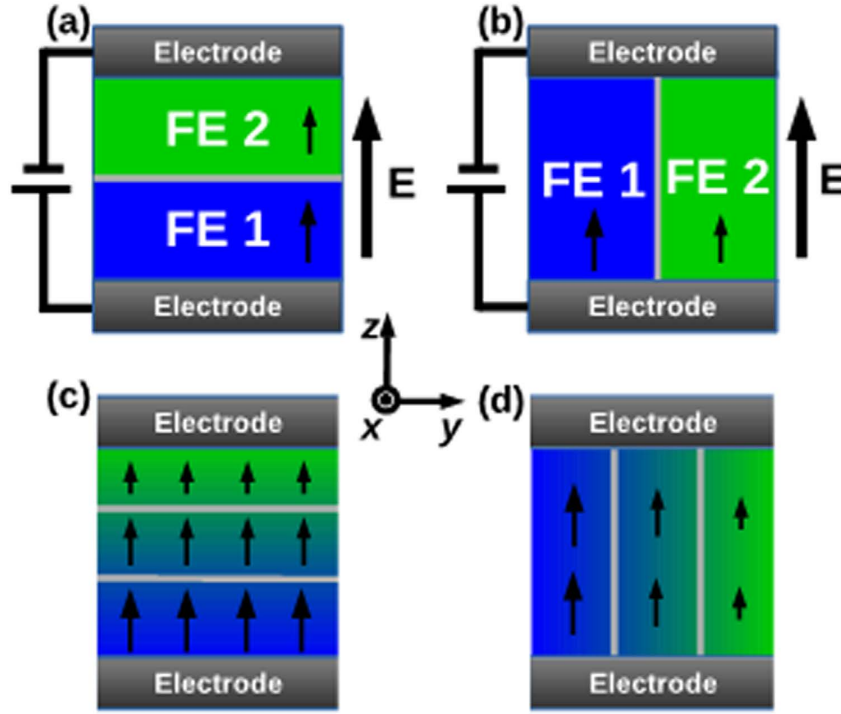 (a)
Electrode
FE 2
FE 1
E
Electrode
(b)
Electrode
FE 1
FE 2
E
Electrode
z
x
y
(c)
Electrode
Electrode
(d)
Electrode
Electrode